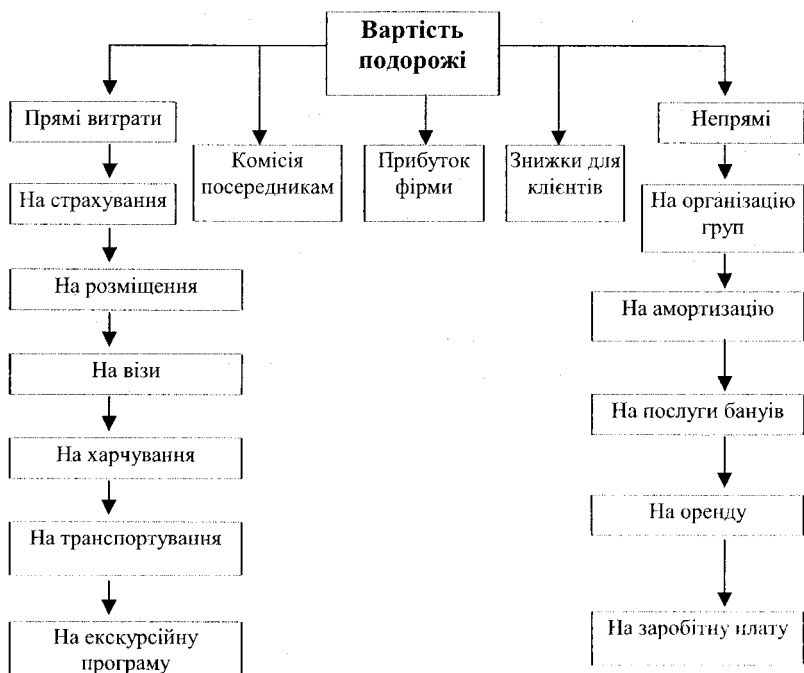 Вартість
подорожі
Прямі витрати
Комісія
посередникам
Прибуток
фірми
Знижки для
клієнтів
Непрямі
На страхування
На розміщення
На візи
На харчування
На транспортування
На екскурсійну
програму
На організацію
груп
На амортизацію
На послуги бануів
На оренду
На заробітну плату